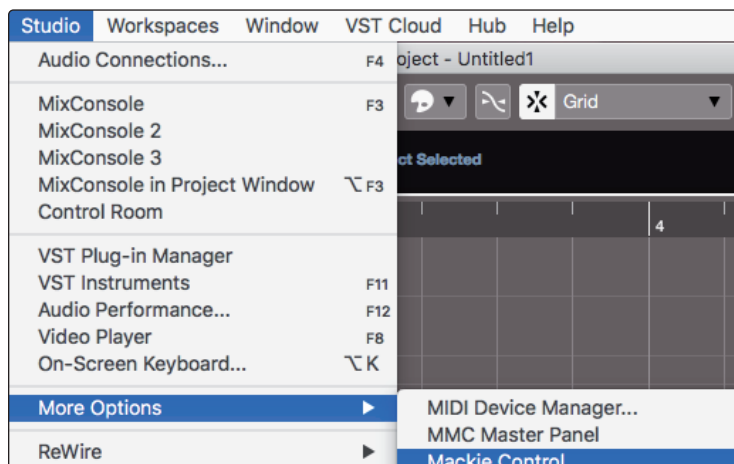 Studio Workspaces Window VST Cloud Hub Help
Audio Connections... F4
oject - Untitled1
MixConsole F3
Grid
MixConsole 2
MixConsole 3
ct Selected
MixConsole in Project Window ⌥ F3
Control Room
4
VST Plug-in Manager
VST Instruments F11
Audio Performance... F12
Video Player F8
On-Screen Keyboard... ⌥ K
More Options
MIDI Device Manager...
MMC Master Panel
ReWire
Mackie Control